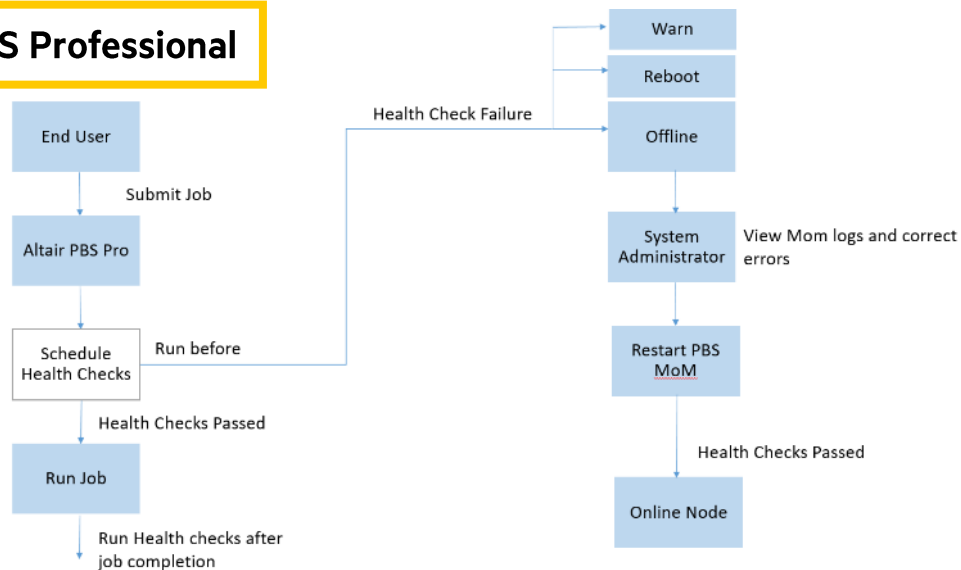 S Professional
End User
Submit Job
Altair PBS Pro
Schedule
Health Checks
Run before
Health Checks Passed
Run Job
Run Health checks after
job completion
Health Check Failure
Warn
Reboot
Offline
System
Administrator
View Mom logs and correct
errors
Restart PBS
MoM
Health Checks Passed
Online Node